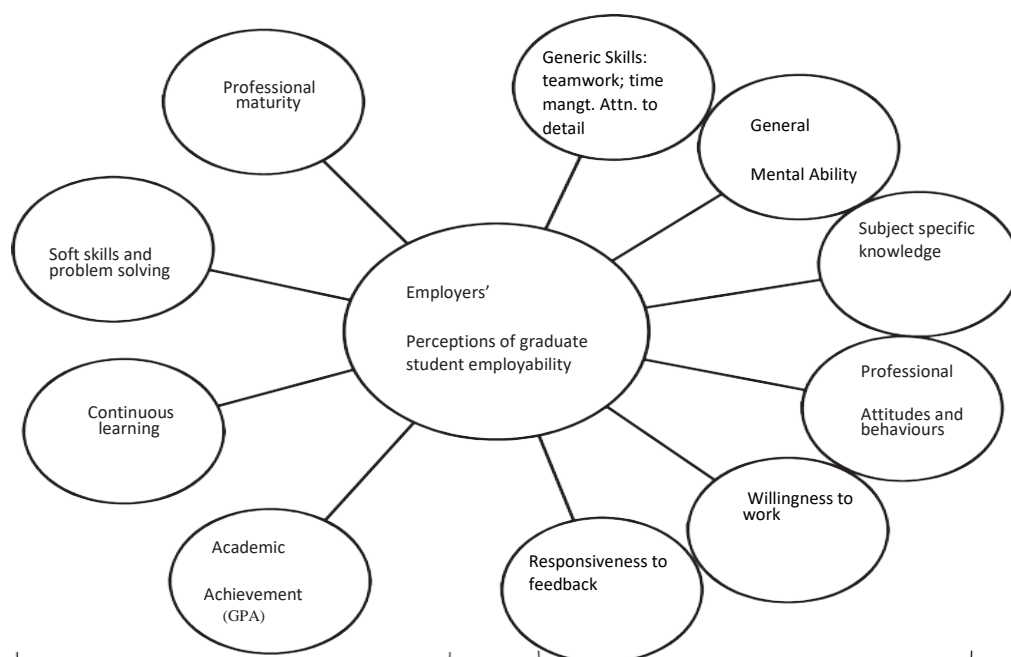 Professional
maturity
Generic Skills:
teamwork; time
mangt. Attn. to
detail
General
Mental Ability
Soft skills and
problem solving
Employers’
Perceptions of graduate
student employability
Subject specific
knowledge
Continuous
learning
Professional
Attitudes and
behaviours
Academic
Achievement
(GPA)
Responsiveness to
feedback
Willingness to
work